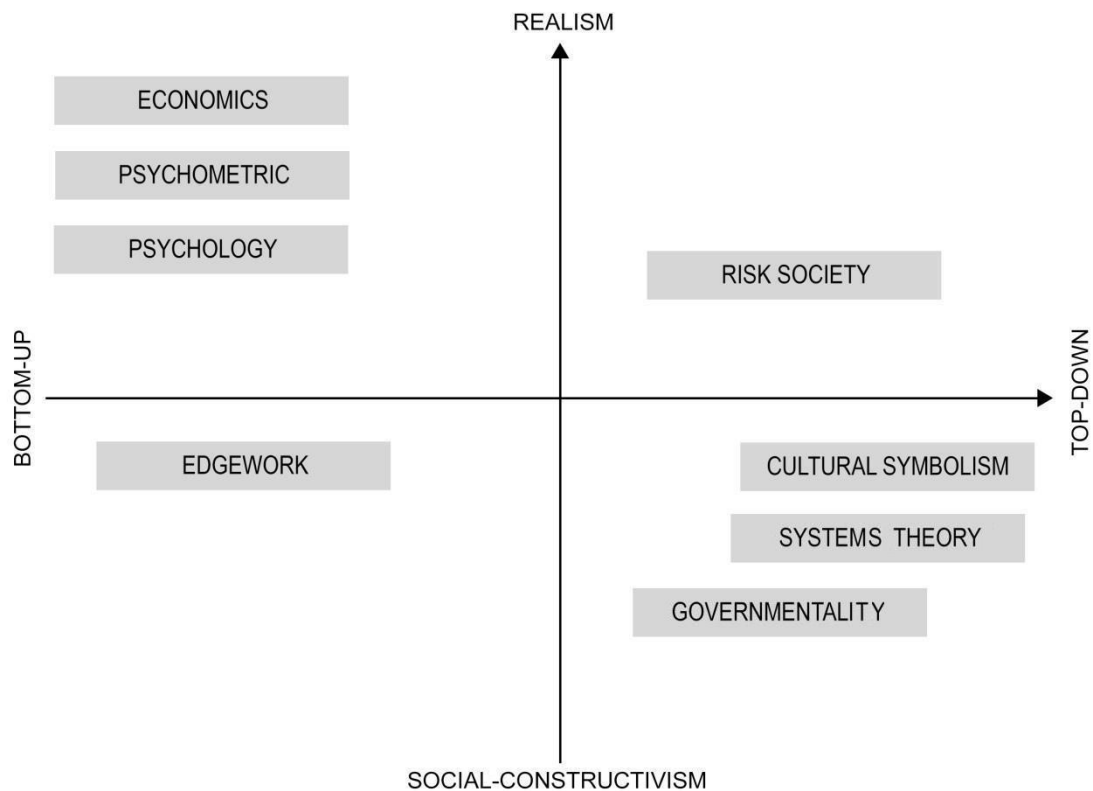 REALISM
ECONOMICS
PSYCHOMETRIC
PSYCHOLOGY
RISK SOCIETY
BOTTOM-UP
TOP-DOWN
EDGEWORK
CULTURAL SYMBOLISM
SYSTEMS THEORY
GOVERNMENTALITY
SOCIAL-CONSTRUCTIVISM